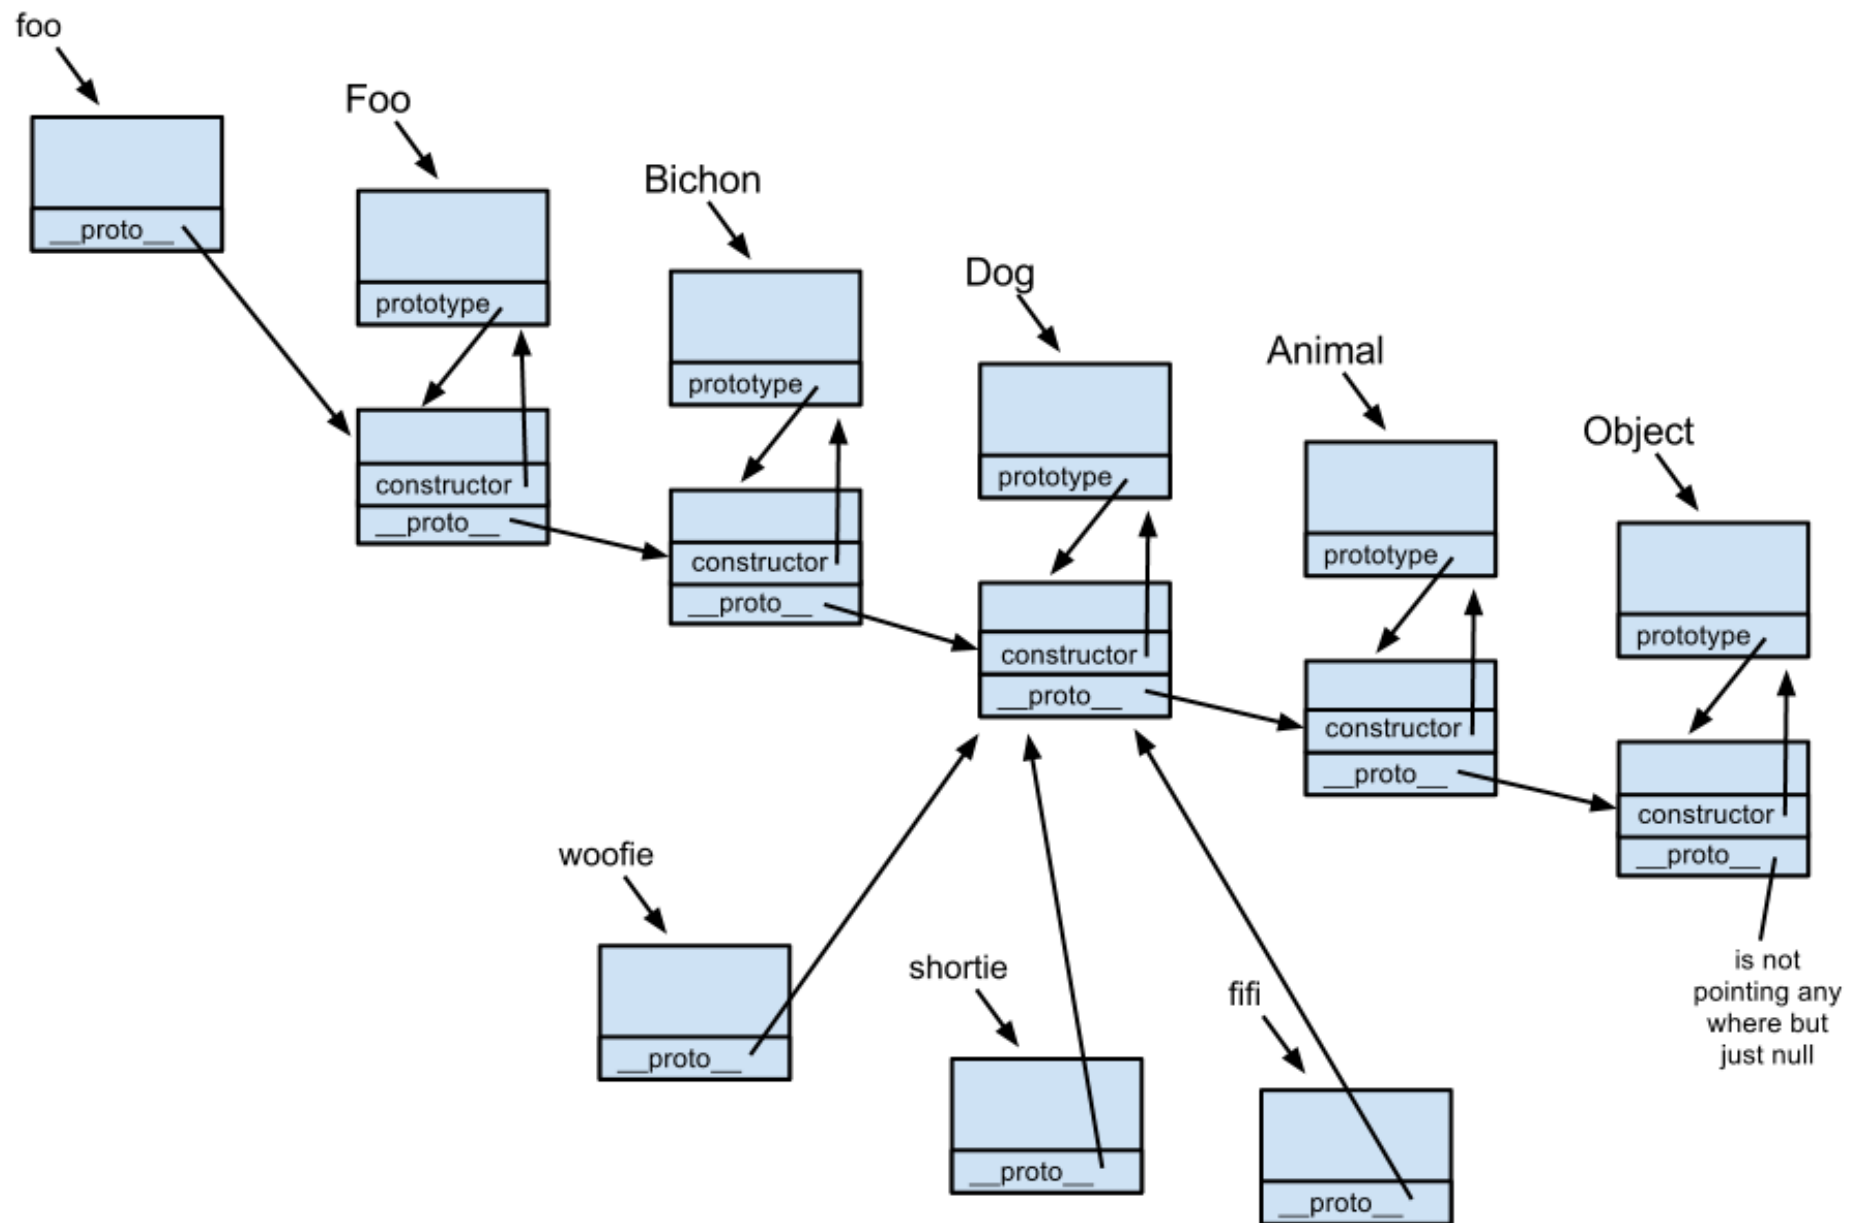 foo
__proto__
Foo
prototype
constructor
__proto__
Bichon
prototype
constructor
__proto__
Dog
prototype
constructor
__proto__
Animal
prototype
constructor
__proto__
Object
prototype
constructor
__proto__
is not
pointing any
where but
just null
woofie
__proto__
shortie
__proto__
fifi
__proto__